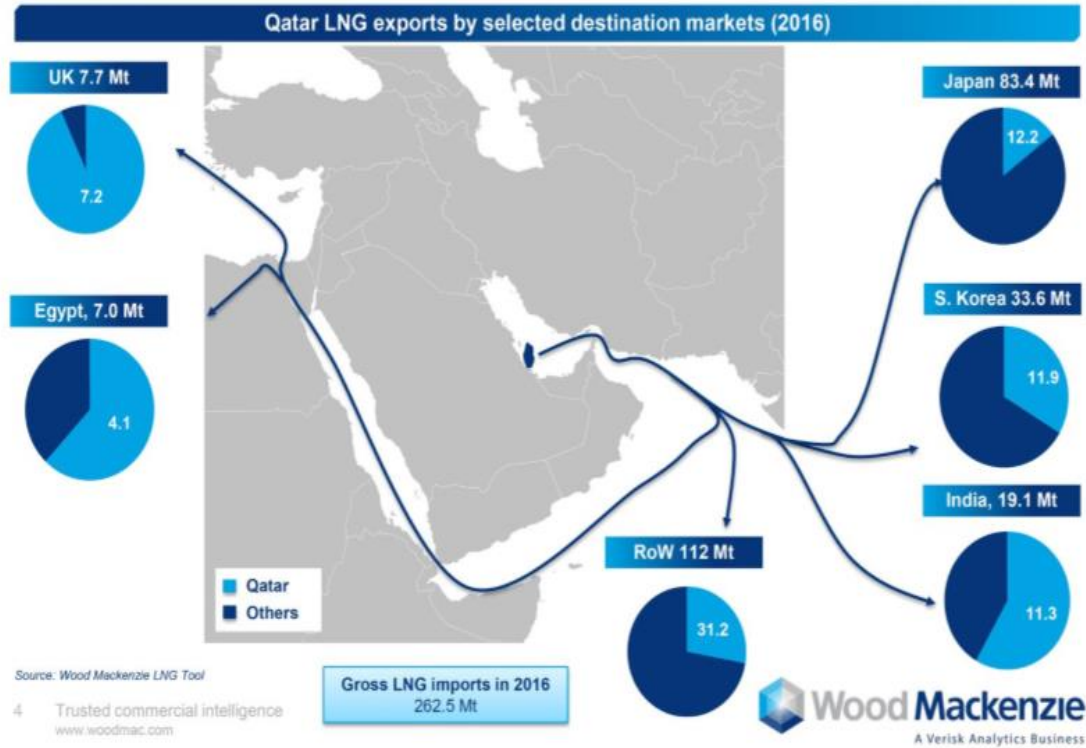 Qatar LNG exports by selected destination markets (2016)
UK 7.7 Mt
7.2
Egypt, 7.0 Mt
4.1
Japan 83.4 Mt
12.2
S. Korea 33.6 Mt
11.9
India, 19.1 Mt
11.3
RoW 112 Mt
31.2
Qatar
Others
Source: Wood Mackenzie LNG Tool
Gross LNG imports in 2016
262.5 Mt
4 Trusted commercial intelligence
www.woodmac.com
Wood Mackenzie
A Verisk Analytics Business